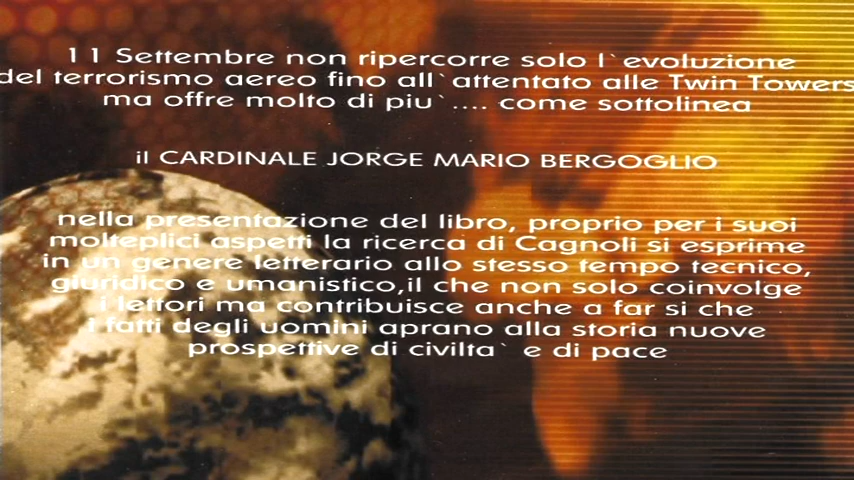 11 Settembre non ripercorre solo l`evoluzione
del terrorismo aereo fino all`attentato alle Twin Towers
ma offre molto di piu`.... come sottolinea
il CARDINALE JORGE MARIO BERGOGLIO
nella presentazione del libro, proprio per i suoi
molteplici aspetti la ricerca di Cagnoli si esprime
in un genere letterario allo stesso tempo tecnico,
giuridico e umanistico,il che non solo coinvolge
i lettori ma contribuisce anche a far si che
i fatti degli uomini aprano alla storia nuove
prospettive di civilta` e di pace